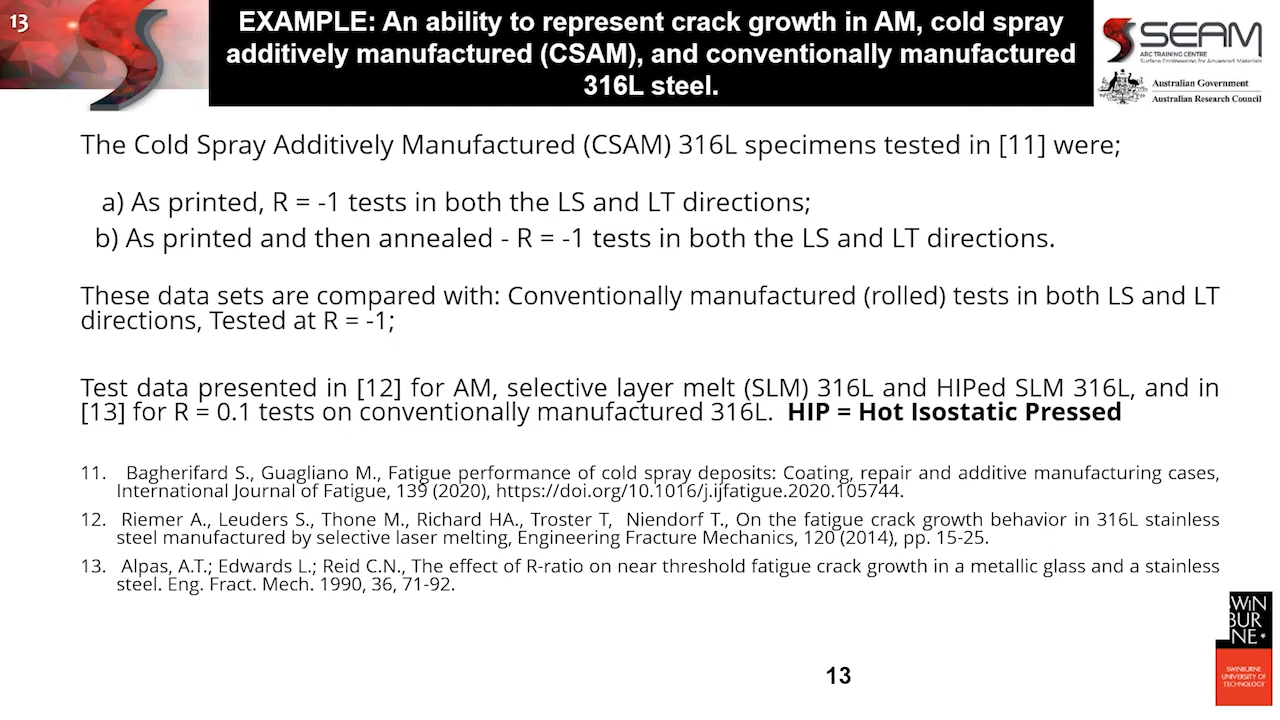 13
EXAMPLE: An ability to represent crack growth in AM, cold spray
additively manufactured (CSAM), and conventionally manufactured
316L steel.
SEAM
ARC TRAINING CENTRE
Surface Engineering for Advanced Materials
Australian Government
Australian Research Council
The Cold Spray Additively Manufactured (CSAM) 316L specimens tested in [11] were;
a) As printed, R = -1 tests in both the LS and LT directions;
b) As printed and then annealed - R = -1 tests in both the LS and LT directions.
These data sets are compared with: Conventionally manufactured (rolled) tests in both LS and LT
directions, Tested at R = -1;
Test data presented in [12] for AM, selective layer melt (SLM) 316L and HIPed SLM 316L, and in
[13] for R = 0.1 tests on conventionally manufactured 316L. HIP = Hot Isostatic Pressed
11. Bagherifard S., Guagliano M., Fatigue performance of cold spray deposits: Coating, repair and additive manufacturing cases,
International Journal of Fatigue, 139 (2020), https://doi.org/10.1016/j.ijfatigue.2020.105744.
12. Riemer A., Leuders S., Thone M., Richard HA., Troster T, Niendorf T., On the fatigue crack growth behavior in 316L stainless
steel manufactured by selective laser melting, Engineering Fracture Mechanics, 120 (2014), pp. 15-25.
13. Alpas, A.T.; Edwards L.; Reid C.N., The effect of R-ratio on near threshold fatigue crack growth in a metallic glass and a stainless
steel. Eng. Fract. Mech. 1990, 36, 71-92.
SWIN
BUR
NE
SWINBURNE
UNIVERSITY OF
TECHNOLOGY
13